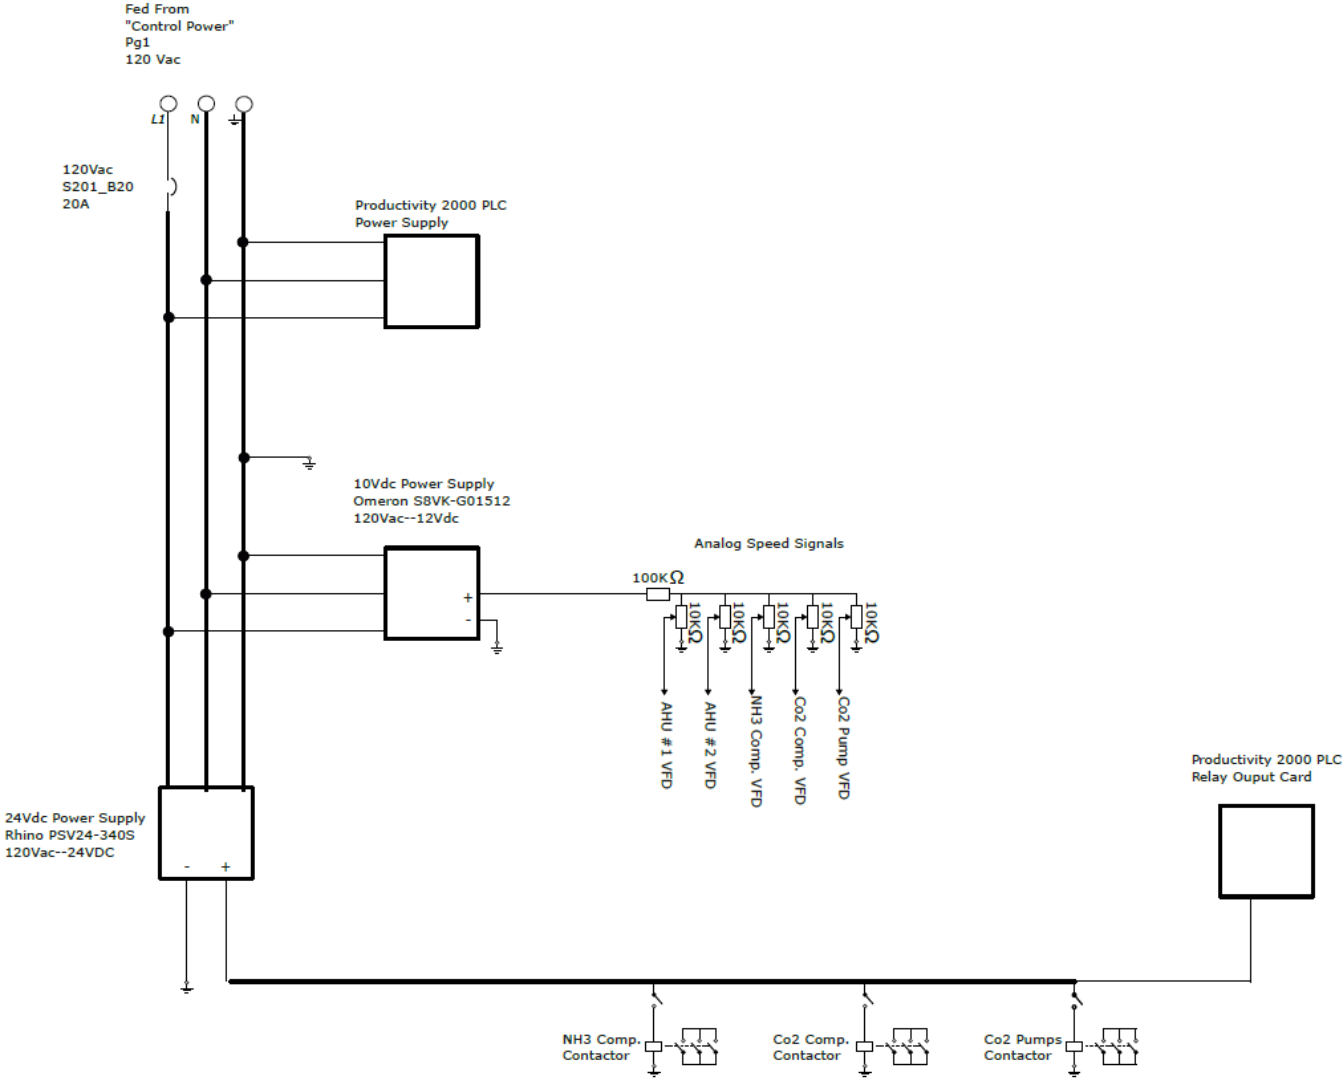 Fed From
"Control Power"
Pg1
120 Vac
L1
N
120Vac
S201_B20
20A
Productivity 2000 PLC
Power Supply
10Vdc Power Supply
Omeron S8VK-G01512
120Vac--12Vdc
+
-
Analog Speed Signals
100KΩ
10KΩ
10KΩ
10KΩ
10KΩ
10KΩ
AHU #1 VFD
AHU #2 VFD
NH3 Comp. VFD
Co2 Comp. VFD
Co2 Pump VFD
Productivity 2000 PLC
Relay Ouput Card
24Vdc Power Supply
Rhino PSV24-340S
120Vac--24VDC
- +
NH3 Comp.
Contactor
Co2 Comp.
Contactor
Co2 Pumps
Contactor